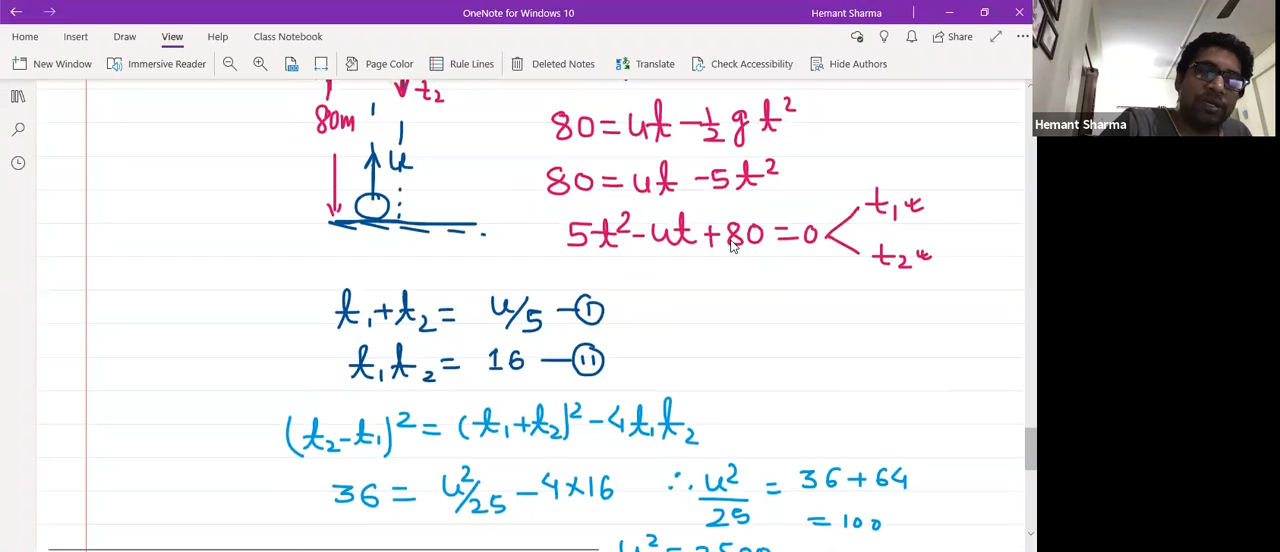 OneNote for Windows 10
Hemant Sharma
Home Insert Draw View Help Class Notebook
Share
New Window Immersive Reader Page Color Rule Lines Deleted Notes Translate Check Accessibility Hide Authors
Hemant Sharma
t₂
80m
u
80 = ut - 1/2 g t²
80 = ut - 5t²
5t² - ut + 80 = 0
t₁*
t₂*
t₁ + t₂ = u/5 — (I)
t₁ t₂ = 16 — (II)
(t₂ - t₁)² = (t₁ + t₂)² - 4t₁t₂
36 = u²/25 - 4×16 ∴ u²/25 = 36 + 64
= 100
u² = 2500